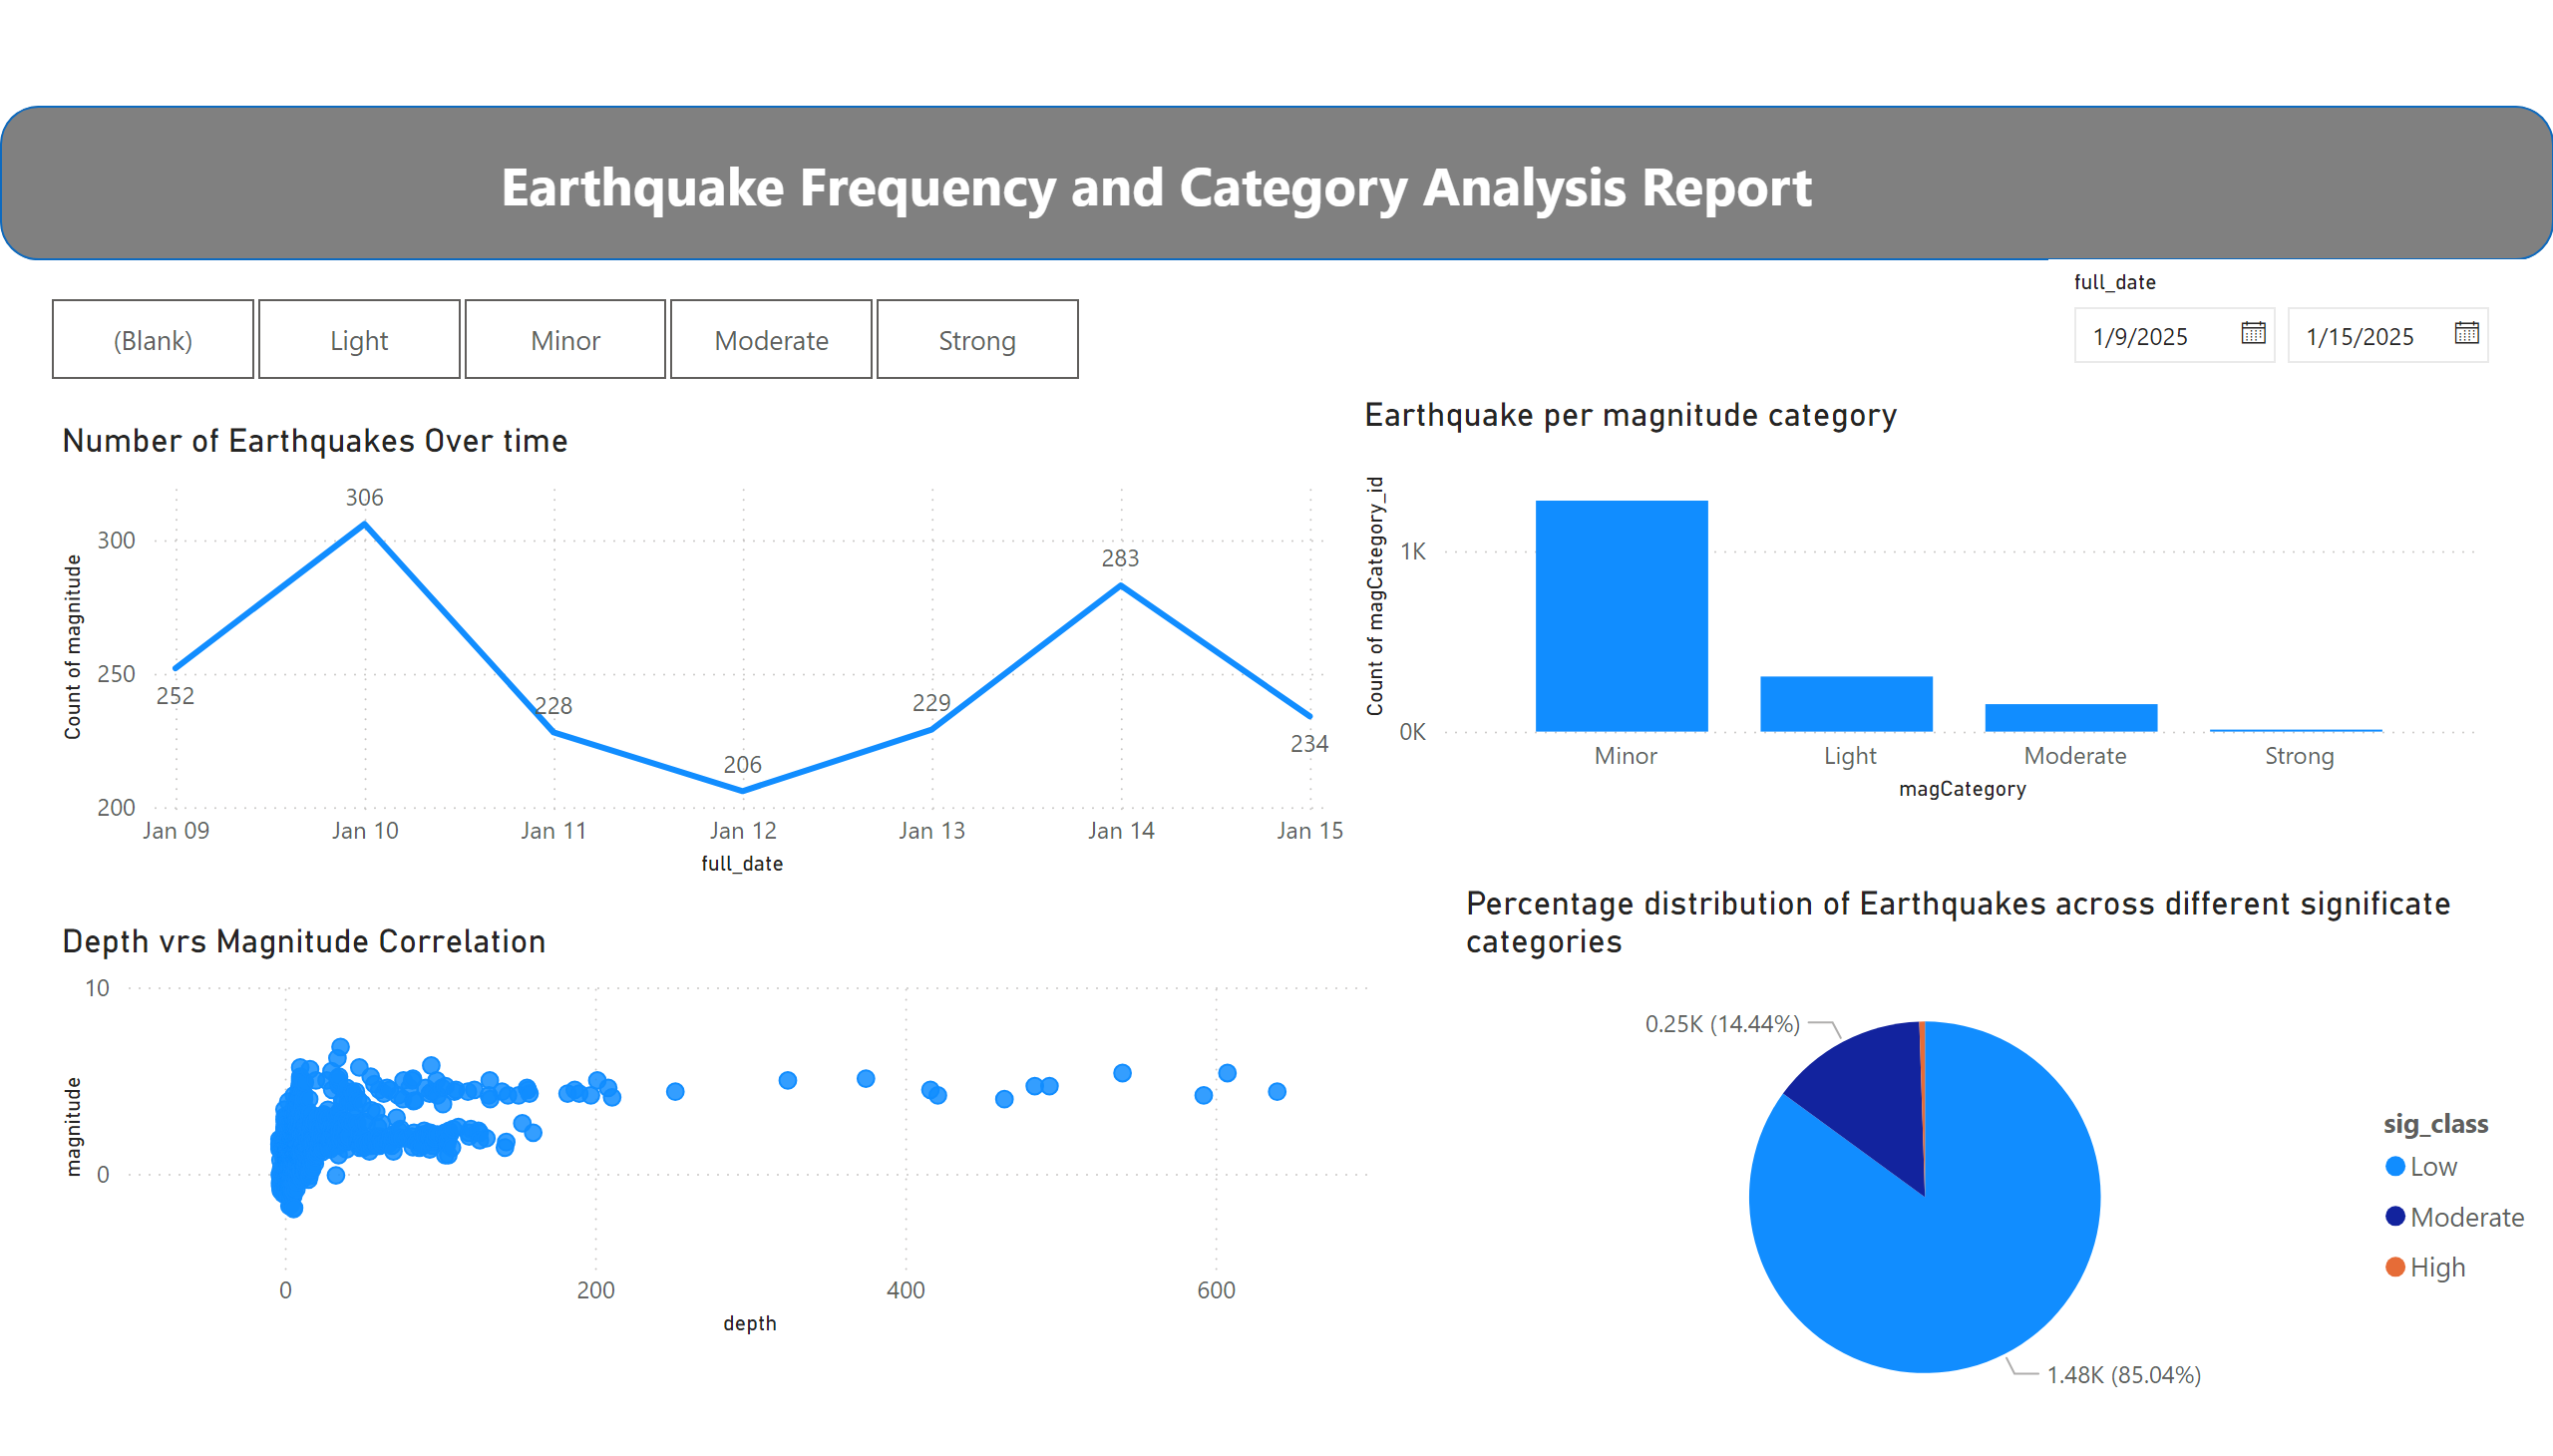 Earthquake Frequency and Category Analysis Report
full_date
1/9/2025
1/15/2025
(Blank)
Light
Minor
Moderate
Strong
Number of Earthquakes Over time
Count of magnitude
300
250
200
252
306
228
206
229
283
234
Jan 09
Jan 10
Jan 11
Jan 12
Jan 13
Jan 14
Jan 15
full_date
Earthquake per magnitude category
Count of magCategory_id
1K
0K
Minor
Light
Moderate
Strong
magCategory
Depth vrs Magnitude Correlation
magnitude
10
0
0
200
400
600
depth
Percentage distribution of Earthquakes across different significate
categories
0.25K (14.44%)
1.48K (85.04%)
sig_class
Low
Moderate
High